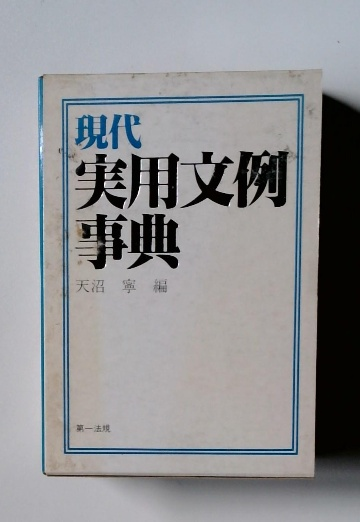 現代
実用文例
事典
天沼 寧 編
第一法規